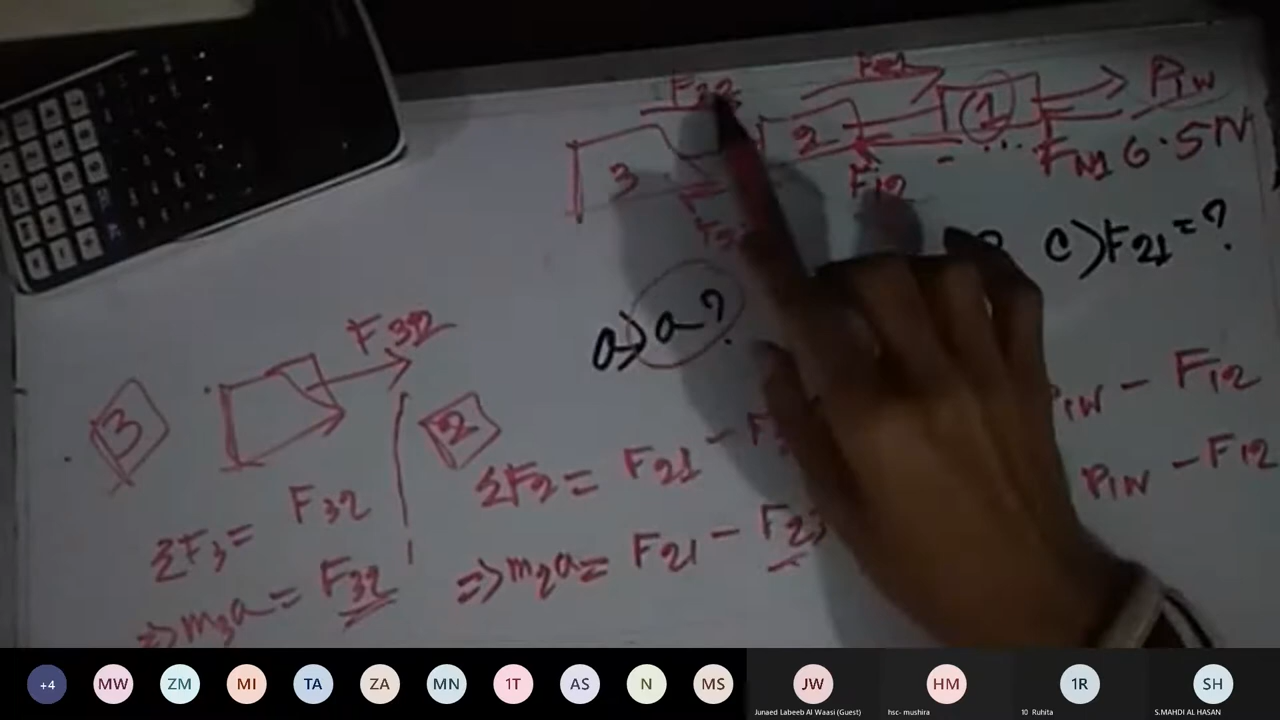 F32 F21 1 P1W
3 2 F12 FN1 6.5N
c) F21 = ?
a) a?
3 F32 2 P1W - F12
ΣF3 = F32 ΣF2 = F21 - P1W - F12
=> m3a = F32 => m2a = F21 - F23
+4 MW ZM MI TA ZA MN 1T AS N MS JW HM 1R SH
Junaed Labeeb Al Waasi (Guest) hsc- mushira 10 Ruhita S.MAHDI AL HASAN